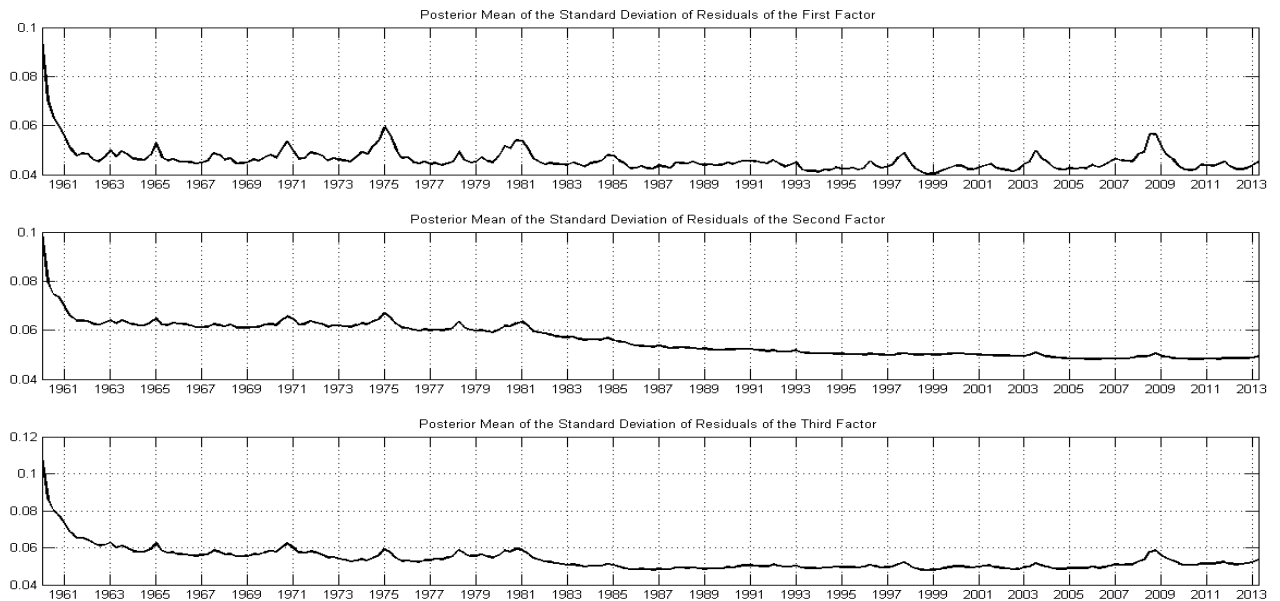 Posterior Mean of the Standard Deviation of Residuals of the First Factor
0.1
0.08
0.06
0.04
1961 1963 1965 1967 1969 1971 1973 1975 1977 1979 1981 1983 1985 1987 1989 1991 1993 1995 1997 1999 2001 2003 2005 2007 2009 2011 2013
Posterior Mean of the Standard Deviation of Residuals of the Second Factor
0.1
0.08
0.06
0.04
1961 1963 1965 1967 1969 1971 1973 1975 1977 1979 1981 1983 1985 1987 1989 1991 1993 1995 1997 1999 2001 2003 2005 2007 2009 2011 2013
Posterior Mean of the Standard Deviation of Residuals of the Third Factor
0.12
0.1
0.08
0.06
0.04
1961 1963 1965 1967 1969 1971 1973 1975 1977 1979 1981 1983 1985 1987 1989 1991 1993 1995 1997 1999 2001 2003 2005 2007 2009 2011 2013